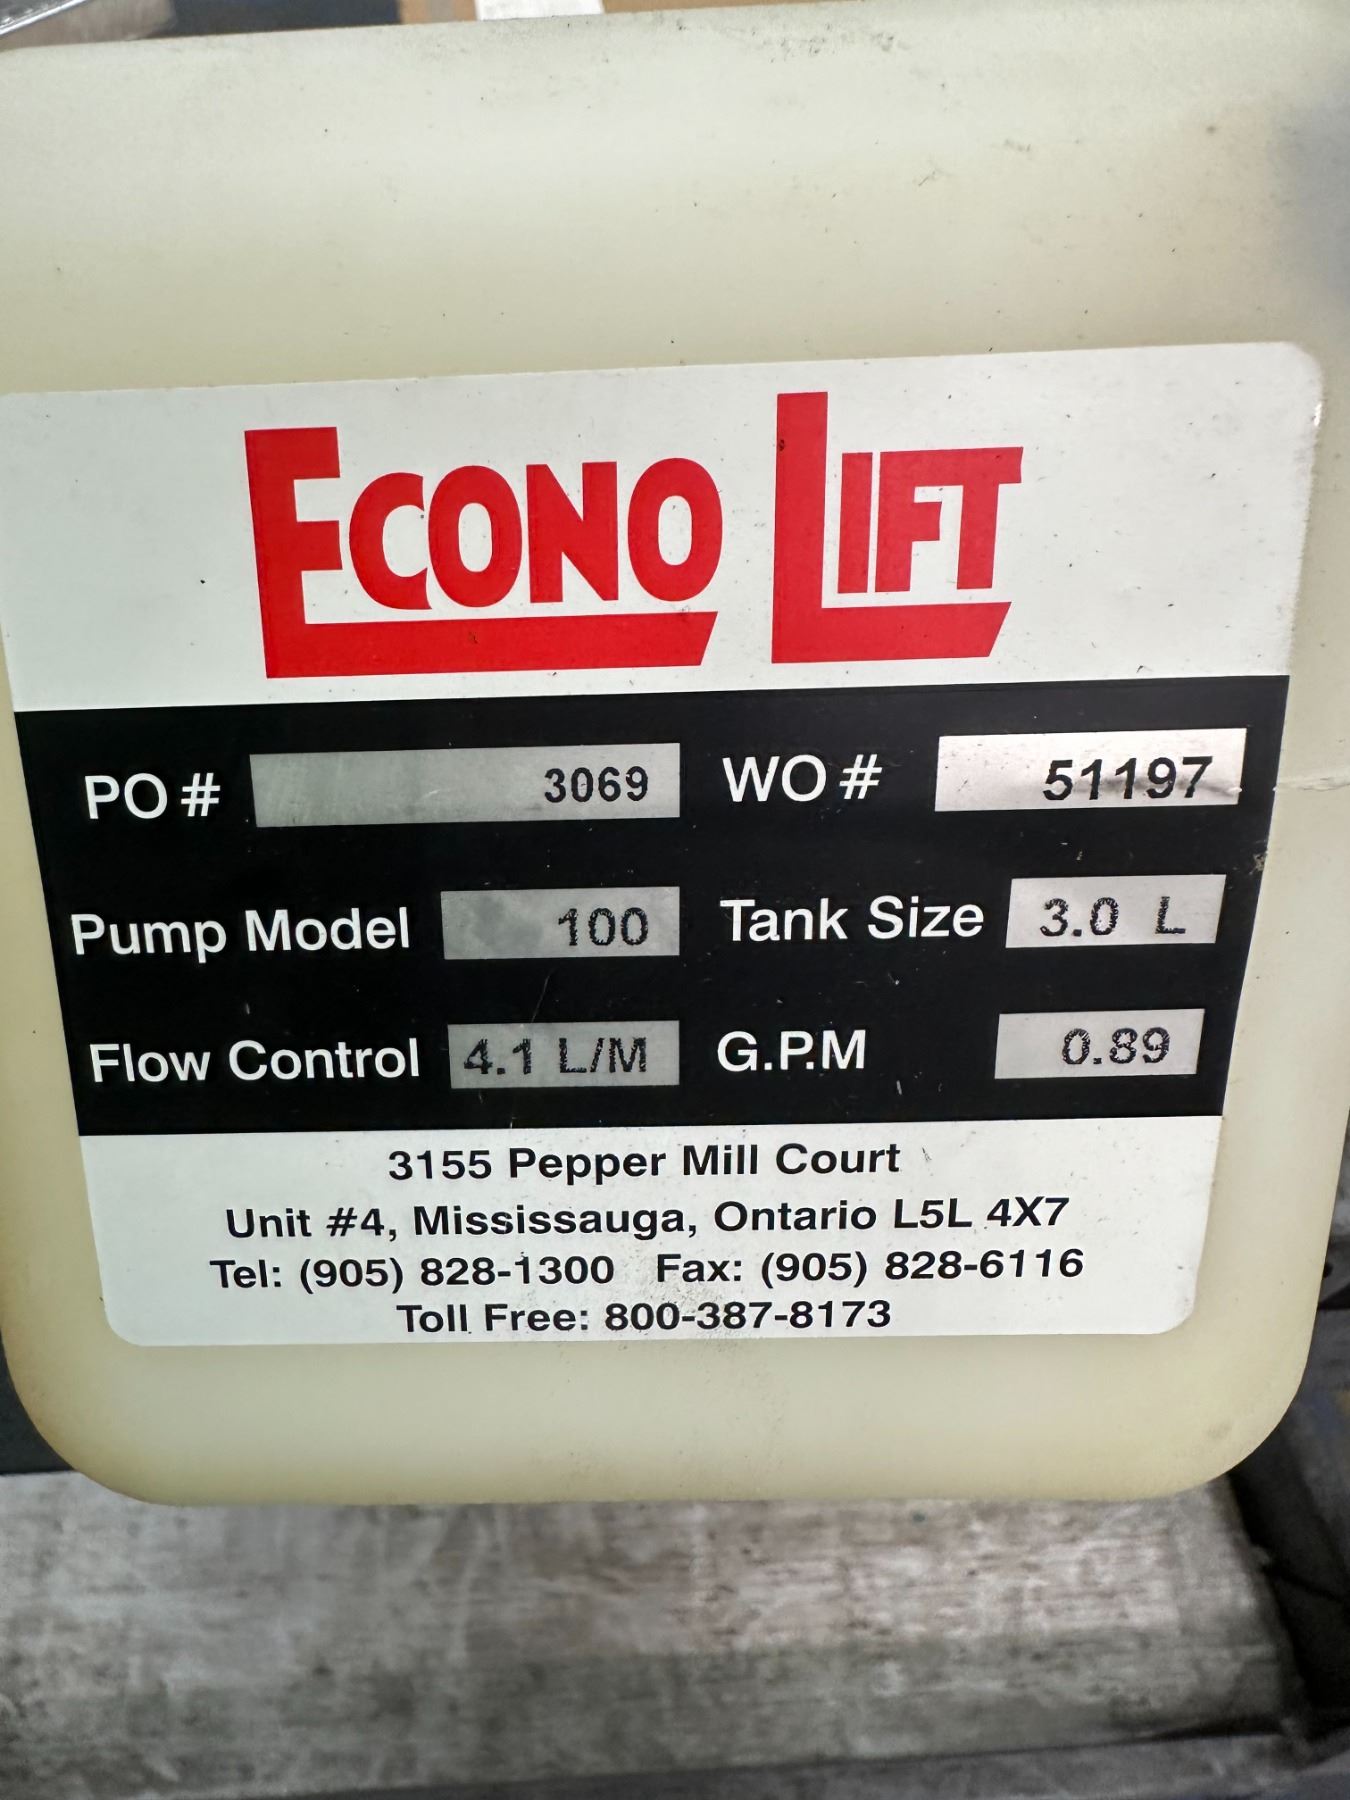 ECONO LIFT
PO # 3069 WO # 51197
Pump Model 100 Tank Size 3.0 L
Flow Control 4.1 L/M G.P.M 0.89
3155 Pepper Mill Court
Unit #4, Mississauga, Ontario L5L 4X7
Tel: (905) 828-1300 Fax: (905) 828-6116
Toll Free: 800-387-8173